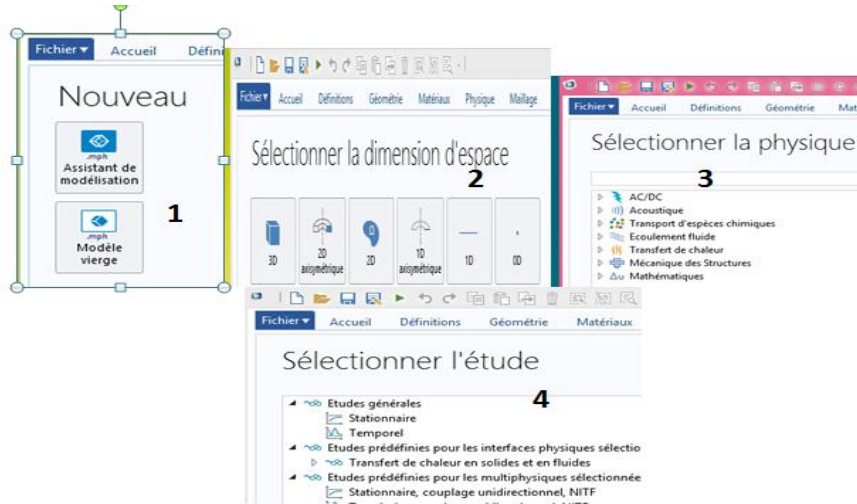 Fichier Accueil Défini
Nouveau
.mph
Assistant de
modélisation
1
.mph
Modèle
vierge
Fichier Accueil Définitions Géométrie Matériaux Physique Maillage
Sélectionner la dimension d'espace
2
3D
2D
axisymétrique
2D
1D
axisymétrique
1D
0D
Fichier Accueil Définitions Géométrie Mat
Sélectionner la physique
3
AC/DC
Acoustique
Transport d'espèces chimiques
Ecoulement fluide
Transfert de chaleur
Mécanique des Structures
Mathématiques
Fichier Accueil Définitions Géométrie Matériaux
Sélectionner l'étude
4
Etudes générales
Stationnaire
Temporel
Etudes prédéfinies pour les interfaces physiques sélectio
Transfert de chaleur en solides et en fluides
Etudes prédéfinies pour les multiphysiques sélectionnée
Stationnaire, couplage unidirectionnel, NITF